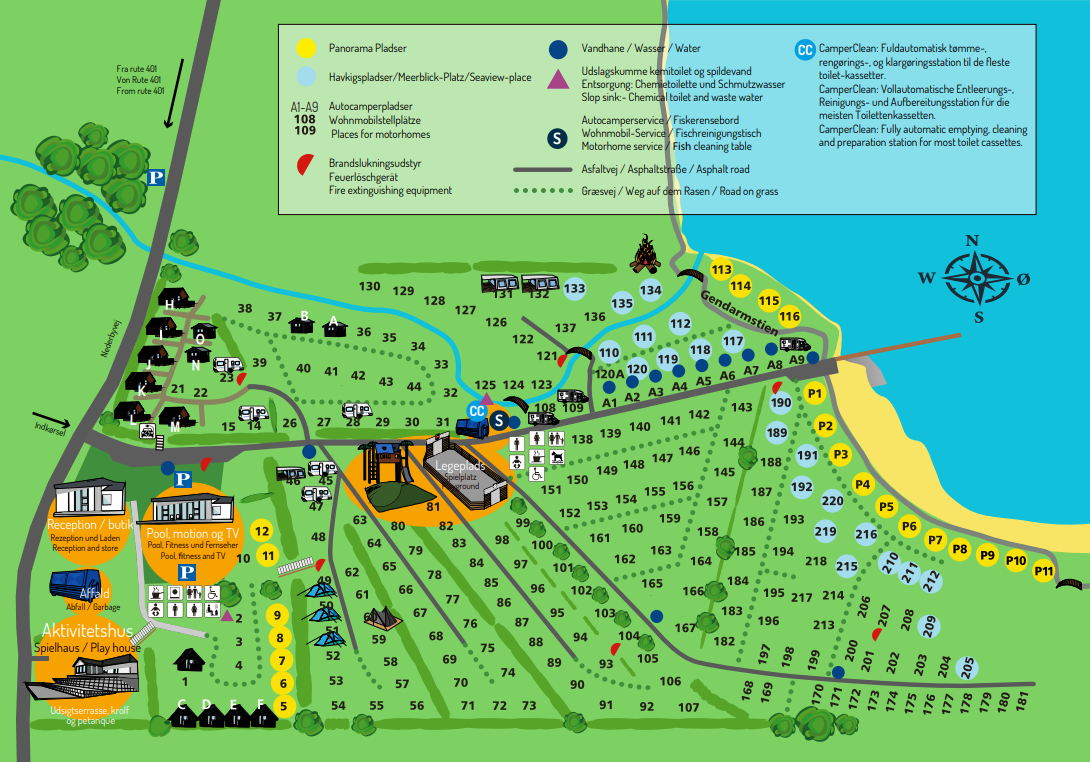 Fra rute 401
Von Rute 401
From rute 401
P
Panorama Pladser
Havkigspladser/Meerblick-Platz/Seaview-place
A1-A9
108
109
Autocamperpladser
Wohnmobilstellplätze
Places for motorhomes
Brandslukningsudstyr
Feuerlöschgerät
Fire extinguishing equipment
Vandhane / Wasser / Water
Udslagskumme kemitoilet og spildevand
Entsorgung: Chemietoilette und Schmutzwasser
Slop sink:- Chemical toilet and waste water
S
Autocamperservice / Fiskerensebord
Wohnmobil-Service / Fischreinigungstisch
Motorhome service / Fish cleaning table
Asfaltvej / Asphaltstraße / Asphalt road
Græsvej / Weg auf dem Rasen / Road on grass
CC
CamperClean: Fuldautomatisk tømme-,
rengørings-, og klargøringsstation til de fleste
toilet-kassetter.
CamperClean: Vollautomatische Entleerungs-,
Reinigungs- und Aufbereitungsstation für die
meisten Toilettenkassetten.
CamperClean: Fully automatic emptying, cleaning
and preparation station for most toilet cassettes.
N
W Ø
S
Nederbyvej
Indkørsel
Gendarmstien
113
114
115
116
130 129 128 127 126
131 132 133
134 135 136 137
122 121
112 111 110
117 118 119 120
120A
A1 A2 A3 A4 A5 A6 A7 A8 A9
H I J K L M N Ö
B A
38 37 36 35 34 33 32
39 40 41 42 43 44
23 21 22
15 14 26 27 28 29 30 31
125 124 123
108 109
CC
S
P
Reception / butik
Rezeption und Laden
Reception and store
Pool, motion og TV
Pool, Fitness und Fernseher
Pool, fitness and TV
P
Affald
Abfall / Garbage
Aktivitetshus
Spielhaus / Play house
Udsigtserrasse, krolf
og petanque
Legeplads
Spielplatz
12
11 10
9
8
7
6
5
2
3
4
1
C D E F
46 45
47
48
49
50
51
52
53
54 55 56
57 58 59
61 62 63 64 65 66 67 68 69 70
71 72 73 74 75 76 77 78 79 80
81 82 83 84 85 86 87 88 89 90
91 92 93 94 95 96 97 98 99
100 101 102 103 104 105 106 107
138 139 140 141 142 143
144 145 146 147 148 149 150
151 152 153 154 155 156 157
158 159 160 161 162 163 164 165
166 167
168 169 170 171 172 173 174 175 176 177 178 179 180 181
182 183 184 185 186 187 188
189 190 191 192 193 194 195 196
197 198 199 200 201 202 203 204 205
206 207 208 209 210 211 212
213 214 215 216 217 218 219 220
P1
P2
P3
P4
P5
P6
P7
P8
P9
P10
P11